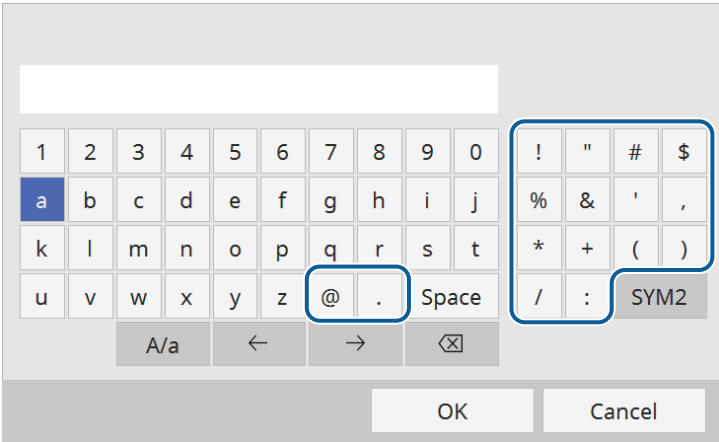 1 2 3 4 5 6 7 8 9 0 ! " # $
a b c d e f g h i j % & ' ,
k l m n o p q r s t * + ( )
u v w x y z @ . Space / : SYM2
A/a ← → ⌫
OK Cancel